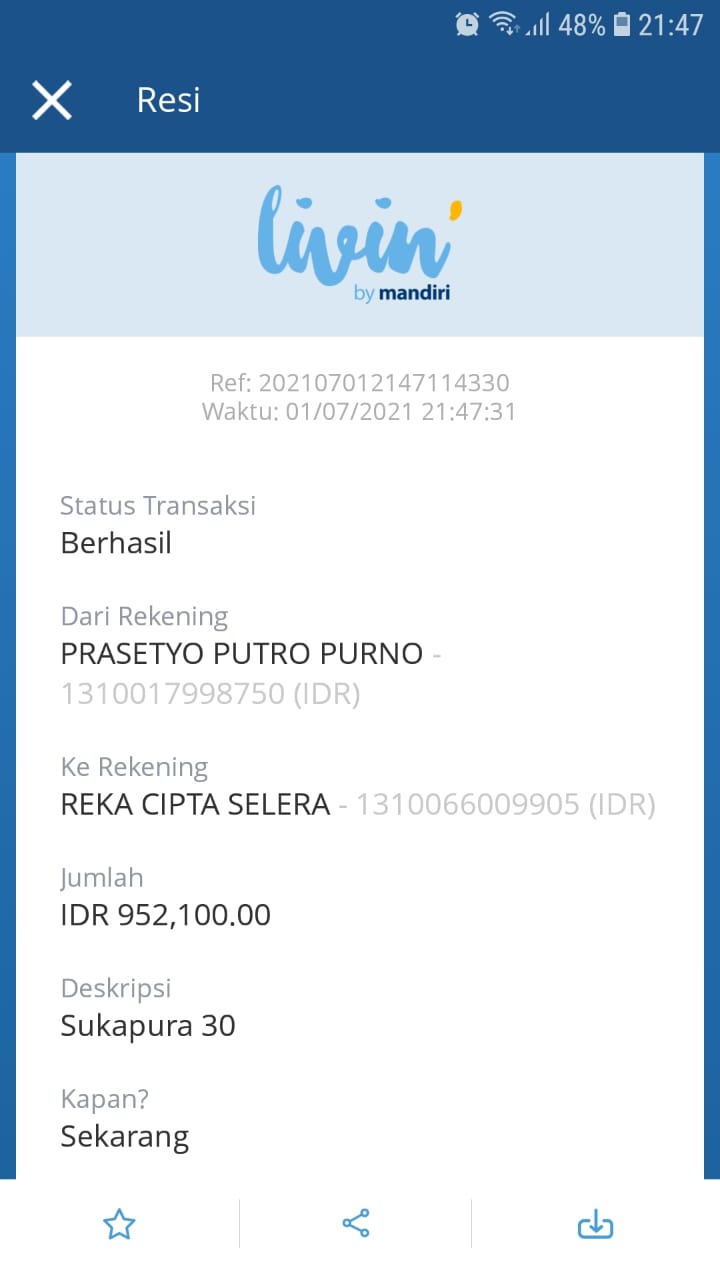 48% 21:47
Resi
livin'
by mandiri
Ref: 202107012147114330
Waktu: 01/07/2021 21:47:31
Status Transaksi
Berhasil
Dari Rekening
PRASETYO PUTRO PURNO -
1310017998750 (IDR)
Ke Rekening
REKA CIPTA SELERA - 1310066009905 (IDR)
Jumlah
IDR 952,100.00
Deskripsi
Sukapura 30
Kapan?
Sekarang